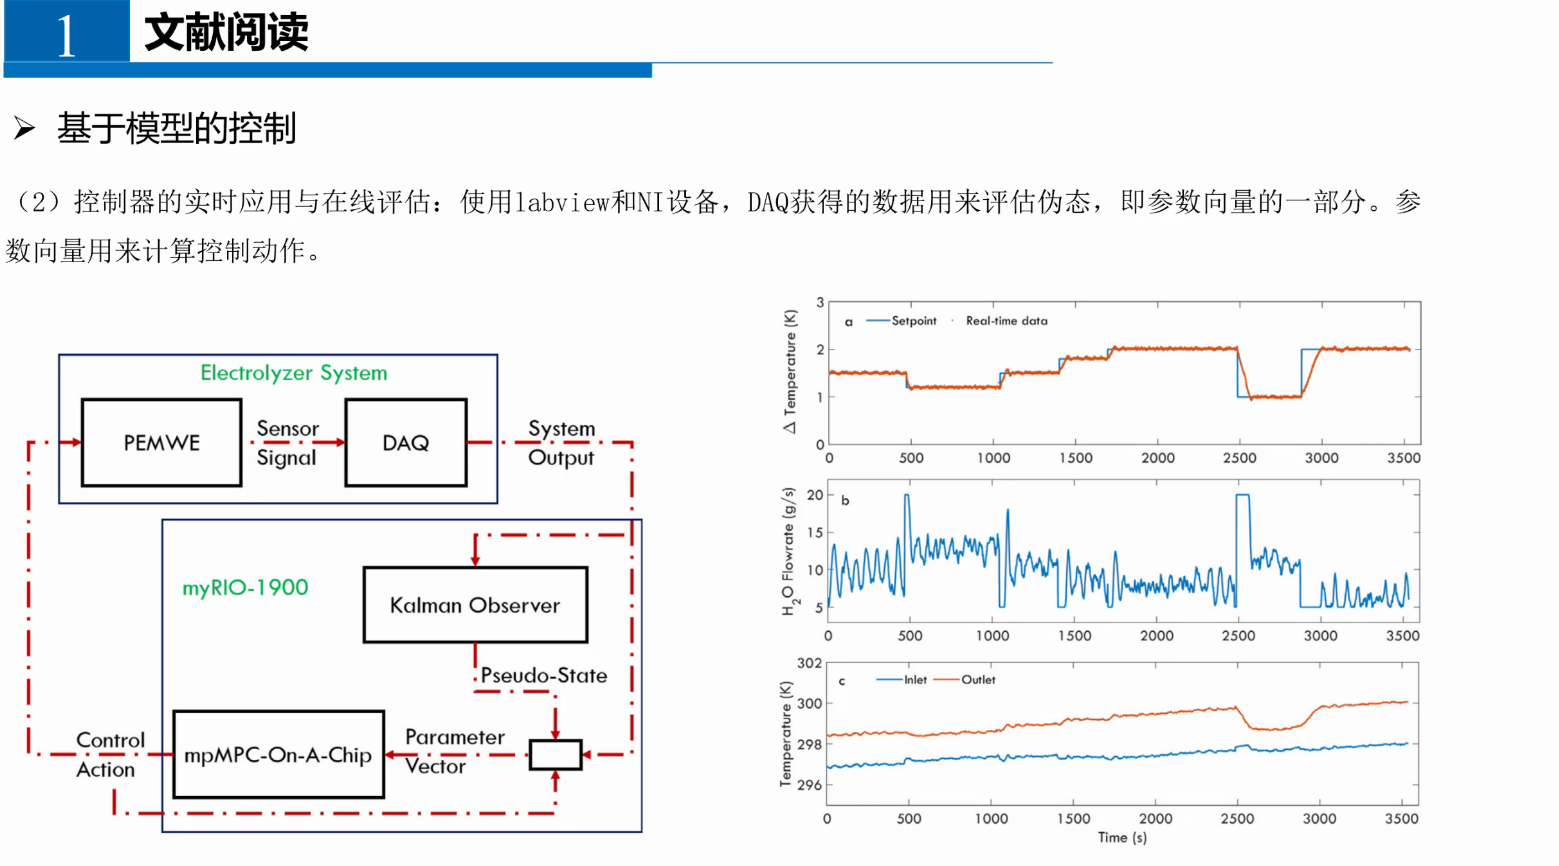 1 文献阅读
➢ 基于模型的控制
（2）控制器的实时应用与在线评估：使用labview和NI设备，DAQ获得的数据用来评估伪态，即参数向量的一部分。参
数向量用来计算控制动作。
Electrolyzer System
PEMWE
Sensor
Signal
DAQ
System
Output
myRIO-1900
Kalman Observer
Pseudo-State
Control
Action
mpMPC-On-A-Chip
Parameter
Vector
Δ Temperature (K)
3
2
1
0
a Setpoint Real-time data
0 500 1000 1500 2000 2500 3000 3500
H2O Flowrate (g/s)
20
15
10
5
b
0 500 1000 1500 2000 2500 3000 3500
Temperature (K)
302
300
298
296
c Inlet Outlet
0 500 1000 1500 2000 2500 3000 3500
Time (s)